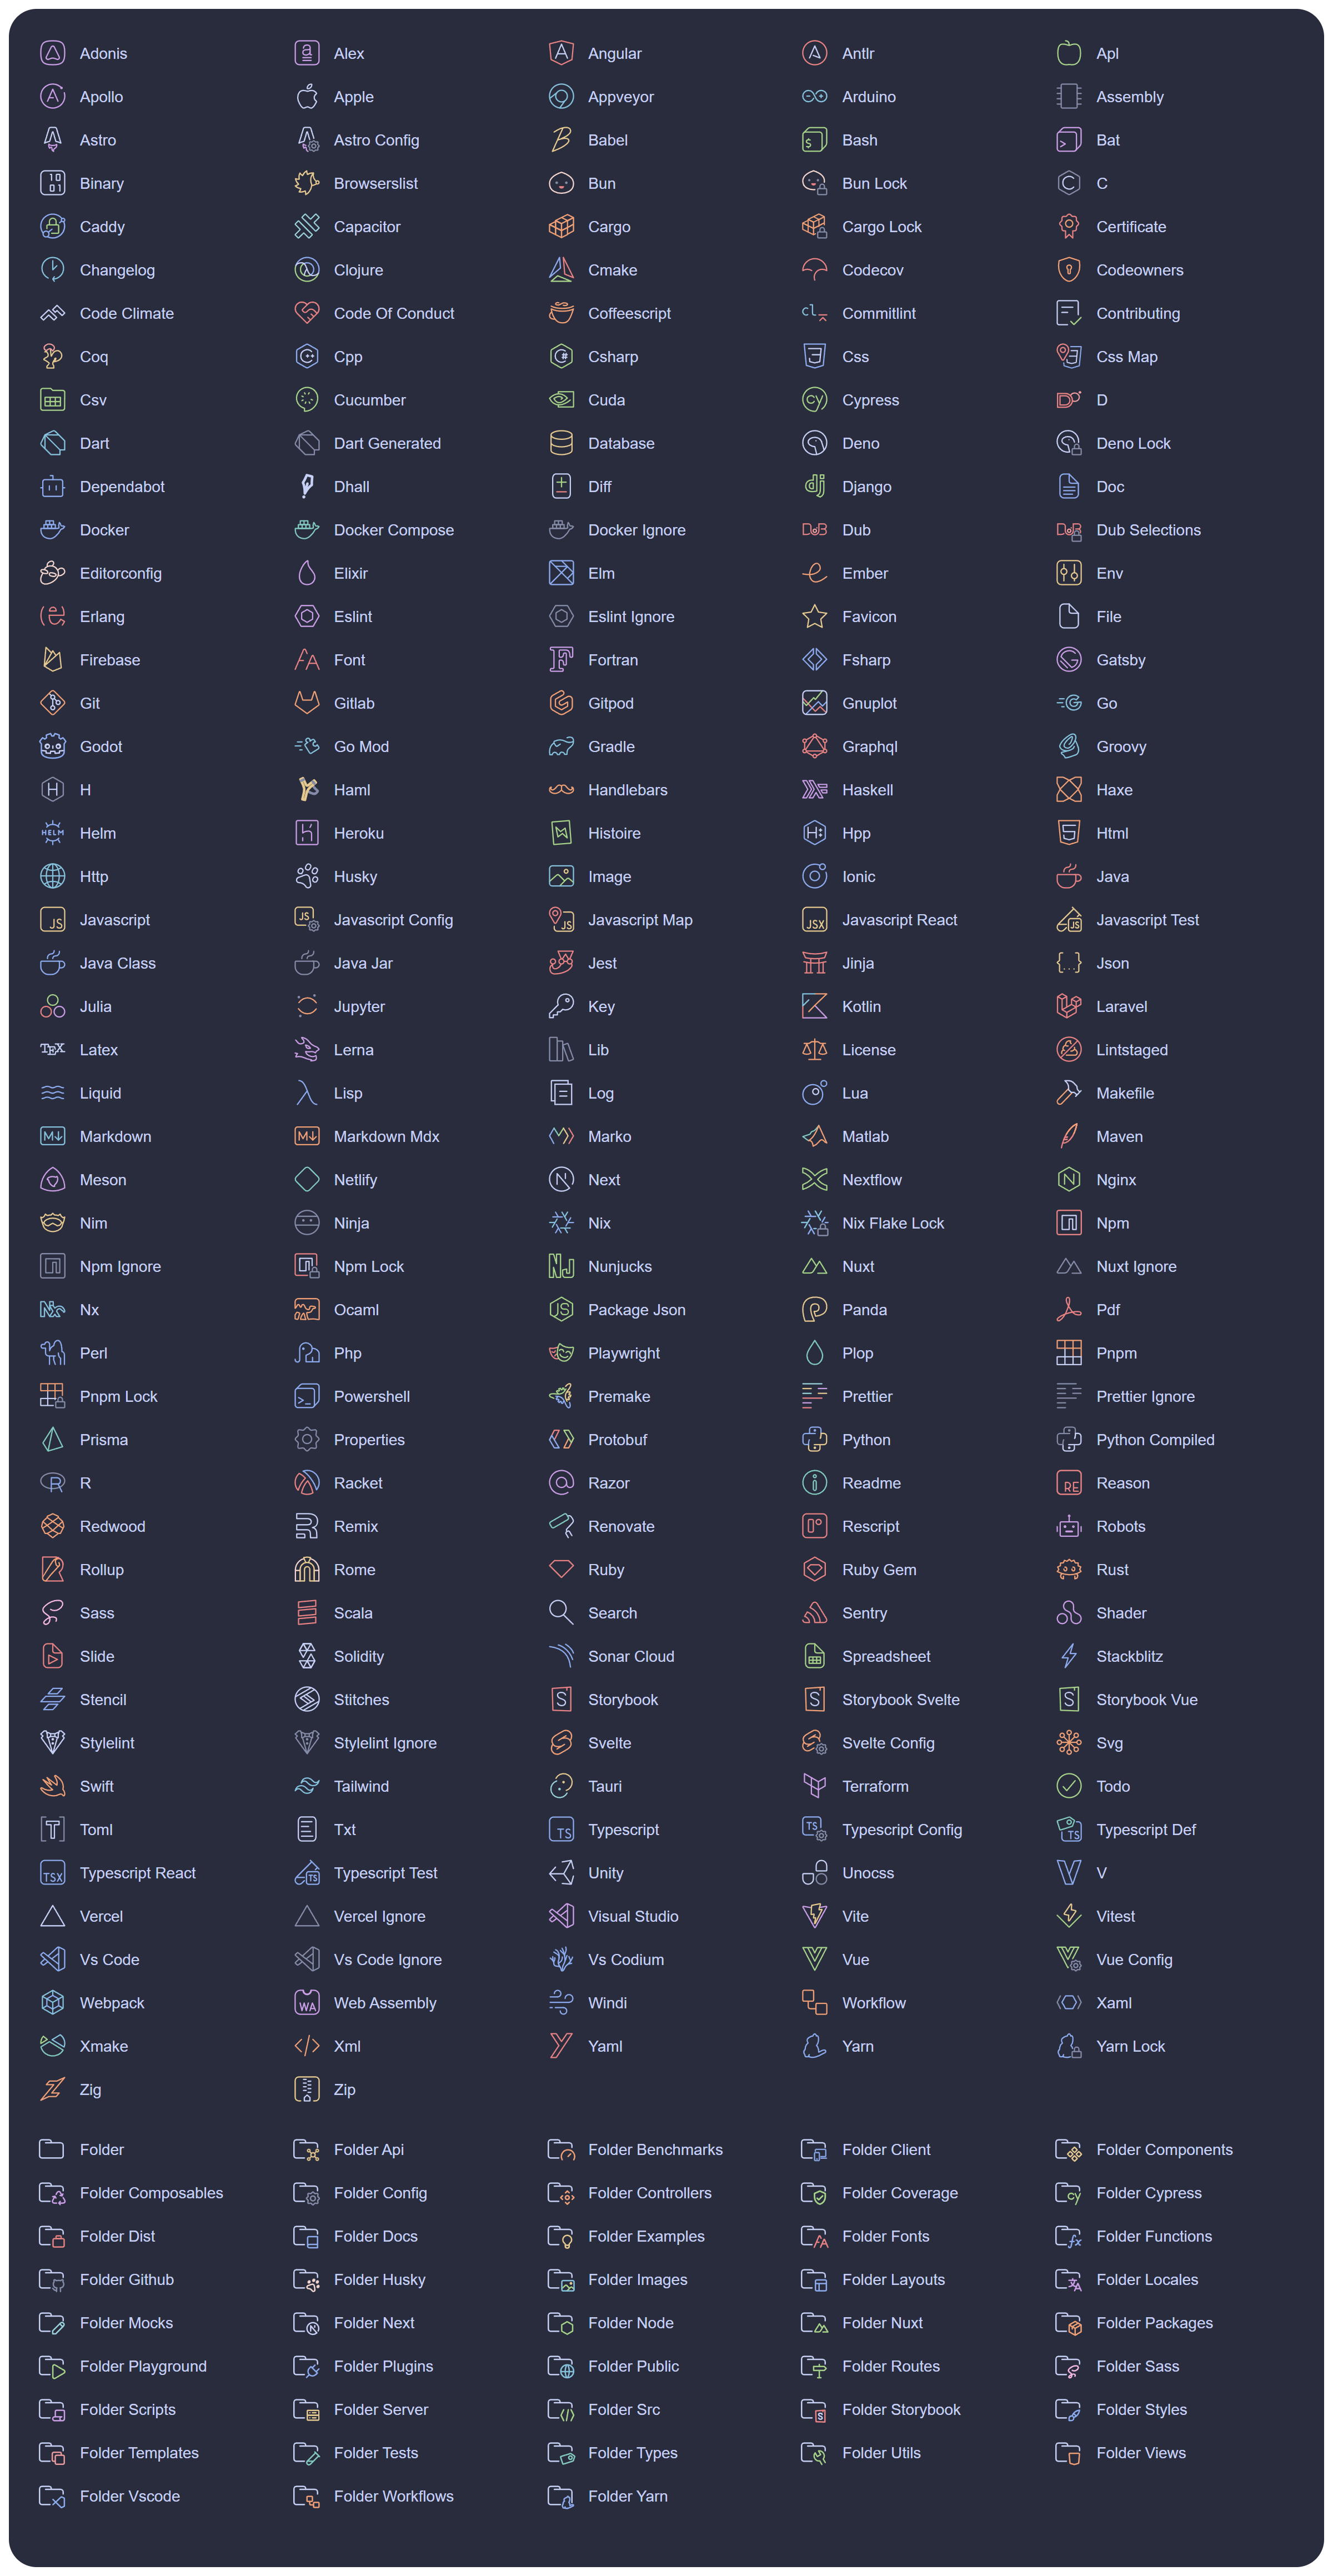 Adonis Alex Angular Antlr Apl
Apollo Apple Appveyor Arduino Assembly
Astro Astro Config Babel Bash Bat
Binary Browserslist Bun Bun Lock C
Caddy Capacitor Cargo Cargo Lock Certificate
Changelog Clojure Cmake Codecov Codeowners
Code Climate Code Of Conduct Coffeescript Commitlint Contributing
Coq Cpp Csharp Css Css Map
Csv Cucumber Cuda Cypress D
Dart Dart Generated Database Deno Deno Lock
Dependabot Dhall Diff Django Doc
Docker Docker Compose Docker Ignore Dub Dub Selections
Editorconfig Elixir Elm Ember Env
Erlang Eslint Eslint Ignore Favicon File
Firebase Font Fortran Fsharp Gatsby
Git Gitlab Gitpod Gnuplot Go
Godot Go Mod Gradle Graphql Groovy
H Haml Handlebars Haskell Haxe
Helm Heroku Histoire Hpp Html
Http Husky Image Ionic Java
Javascript Javascript Config Javascript Map Javascript React Javascript Test
Java Class Java Jar Jest Jinja Json
Julia Jupyter Key Kotlin Laravel
Latex Lerna Lib License Lintstaged
Liquid Lisp Log Lua Makefile
Markdown Markdown Mdx Marko Matlab Maven
Meson Netlify Next Nextflow Nginx
Nim Ninja Nix Nix Flake Lock Npm
Npm Ignore Npm Lock Nunjucks Nuxt Nuxt Ignore
Nx Ocaml Package Json Panda Pdf
Perl Php Playwright Plop Pnpm
Pnpm Lock Powershell Premake Prettier Prettier Ignore
Prisma Properties Protobuf Python Python Compiled
R Racket Razor Readme Reason
Redwood Remix Renovate Rescript Robots
Rollup Rome Ruby Ruby Gem Rust
Sass Scala Search Sentry Shader
Slide Solidity Sonar Cloud Spreadsheet Stackblitz
Stencil Stitches Storybook Storybook Svelte Storybook Vue
Stylelint Stylelint Ignore Svelte Svelte Config Svg
Swift Tailwind Tauri Terraform Todo
Toml Txt Typescript Typescript Config Typescript Def
Typescript React Typescript Test Unity Unocss V
Vercel Vercel Ignore Visual Studio Vite Vitest
Vs Code Vs Code Ignore Vs Codium Vue Vue Config
Webpack Web Assembly Windi Workflow Xaml
Xmake Xml Yaml Yarn Yarn Lock
Zig Zip
Folder Folder Api Folder Benchmarks Folder Client Folder Components
Folder Composables Folder Config Folder Controllers Folder Coverage Folder Cypress
Folder Dist Folder Docs Folder Examples Folder Fonts Folder Functions
Folder Github Folder Husky Folder Images Folder Layouts Folder Locales
Folder Mocks Folder Next Folder Node Folder Nuxt Folder Packages
Folder Playground Folder Plugins Folder Public Folder Routes Folder Sass
Folder Scripts Folder Server Folder Src Folder Storybook Folder Styles
Folder Templates Folder Tests Folder Types Folder Utils Folder Views
Folder Vscode Folder Workflows Folder Yarn